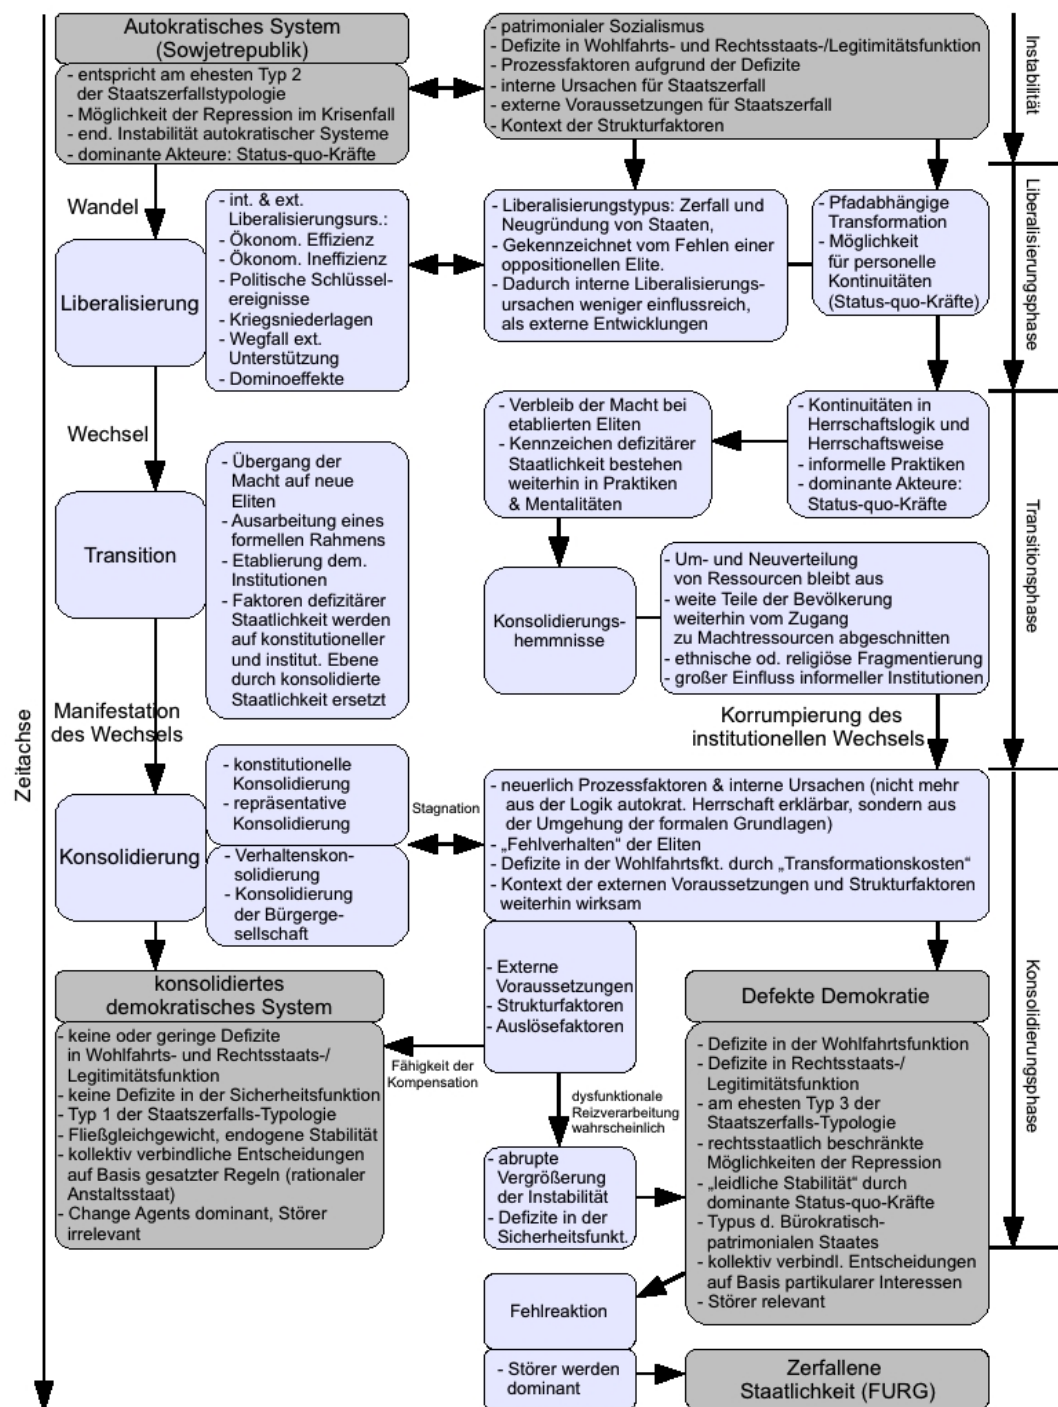 Zeitachse
Autokratisches System
(Sowjetrepublik)
- entspricht am ehesten Typ 2
der Staatszerfallstypologie
- Möglichkeit der Repression im Krisenfall
- end. Instabilität autokratischer Systeme
- dominante Akteure: Status-quo-Kräfte
- patrimonialer Sozialismus
- Defizite in Wohlfahrts- und Rechtsstaats-/Legitimitätsfunktion
- Prozessfaktoren aufgrund der Defizite
- interne Ursachen für Staatszerfall
- externe Voraussetzungen für Staatszerfall
- Kontext der Strukturfaktoren
Instabilität
Wandel
Liberalisierung
- int. & ext.
Liberalisierungsurs.:
- Ökonom. Effizienz
- Ökonom. Ineffizienz
- Politische Schlüssel-
ereignisse
- Kriegsniederlagen
- Wegfall ext.
Unterstützung
- Dominoeffekte
- Liberalisierungstypus: Zerfall und
Neugründung von Staaten,
- Gekennzeichnet vom Fehlen einer
oppositionellen Elite.
- Dadurch interne Liberalisierungs-
ursachen weniger einflussreich,
als externe Entwicklungen
- Pfadabhängige
Transformation
- Möglichkeit
für personelle
Kontinuitäten
(Status-quo-Kräfte)
Liberalisierungsphase
Wechsel
Transition
- Übergang der
Macht auf neue
Eliten
- Ausarbeitung eines
formellen Rahmens
- Etablierung dem.
Institutionen
- Faktoren defizitärer
Staatlichkeit werden
auf konstitutioneller
und institut. Ebene
durch konsolidierte
Staatlichkeit ersetzt
- Verbleib der Macht bei
etablierten Eliten
- Kennzeichen defizitärer
Staatlichkeit bestehen
weiterhin in Praktiken
& Mentalitäten
- Kontinuitäten in
Herrschaftslogik und
Herrschaftsweise
- informelle Praktiken
- dominante Akteure:
Status-quo-Kräfte
Konsolidierungs-
hemmnisse
- Um- und Neuverteilung
von Ressourcen bleibt aus
- weite Teile der Bevölkerung
weiterhin vom Zugang
zu Machtressourcen abgeschnitten
- ethnische od. religiöse Fragmentierung
- großer Einfluss informeller Institutionen
Transitionsphase
Manifestation
des Wechsels
Korrumpierung des
institutionellen Wechsels
Konsolidierung
- konstitutionelle
Konsolidierung
- repräsentative
Konsolidierung
- Verhaltenskon-
solidierung
- Konsolidierung
der Bürgerge-
sellschaft
Stagnation
- neuerlich Prozessfaktoren & interne Ursachen (nicht mehr
aus der Logik autokrat. Herrschaft erklärbar, sondern aus
der Umgehung der formalen Grundlagen)
- „Fehlverhalten“ der Eliten
- Defizite in der Wohlfahrtsfkt. durch „Transformationskosten“
- Kontext der externen Voraussetzungen und Strukturfaktoren
weiterhin wirksam
Konsolidierungsphase
konsolidiertes
demokratisches System
- keine oder geringe Defizite
in Wohlfahrts- und Rechtsstaats-/
Legitimitätsfunktion
- keine Defizite in der Sicherheitsfunktion
- Typ 1 der Staatszerfalls-Typologie
- Fließgleichgewicht, endogene Stabilität
- kollektiv verbindliche Entscheidungen
auf Basis gesatzter Regeln (rationaler
Anstaltsstaat)
- Change Agents dominant, Störer
irrelevant
- Externe
Voraussetzungen
- Strukturfaktoren
- Auslösefaktoren
Fähigkeit der
Kompensation
dysfunktionale
Reizverarbeitung
wahrscheinlich
- abrupte
Vergrößerung
der Instabilität
- Defizite in der
Sicherheitsfunkt.
Defekte Demokratie
- Defizite in der Wohlfahrtsfunktion
- Defizite in Rechtsstaats-/
Legitimitätsfunktion
- am ehesten Typ 3 der
Staatszerfalls-Typologie
- rechtsstaatlich beschränkte
Möglichkeiten der Repression
- „leidliche Stabilität“ durch
dominante Status-quo-Kräfte
- Typus d. Bürokratisch-
patrimonialen Staates
- kollektiv verbindl. Entscheidungen
auf Basis partikularer Interessen
- Störer relevant
Fehlreaktion
- Störer werden
dominant
Zerfallene
Staatlichkeit (FURG)